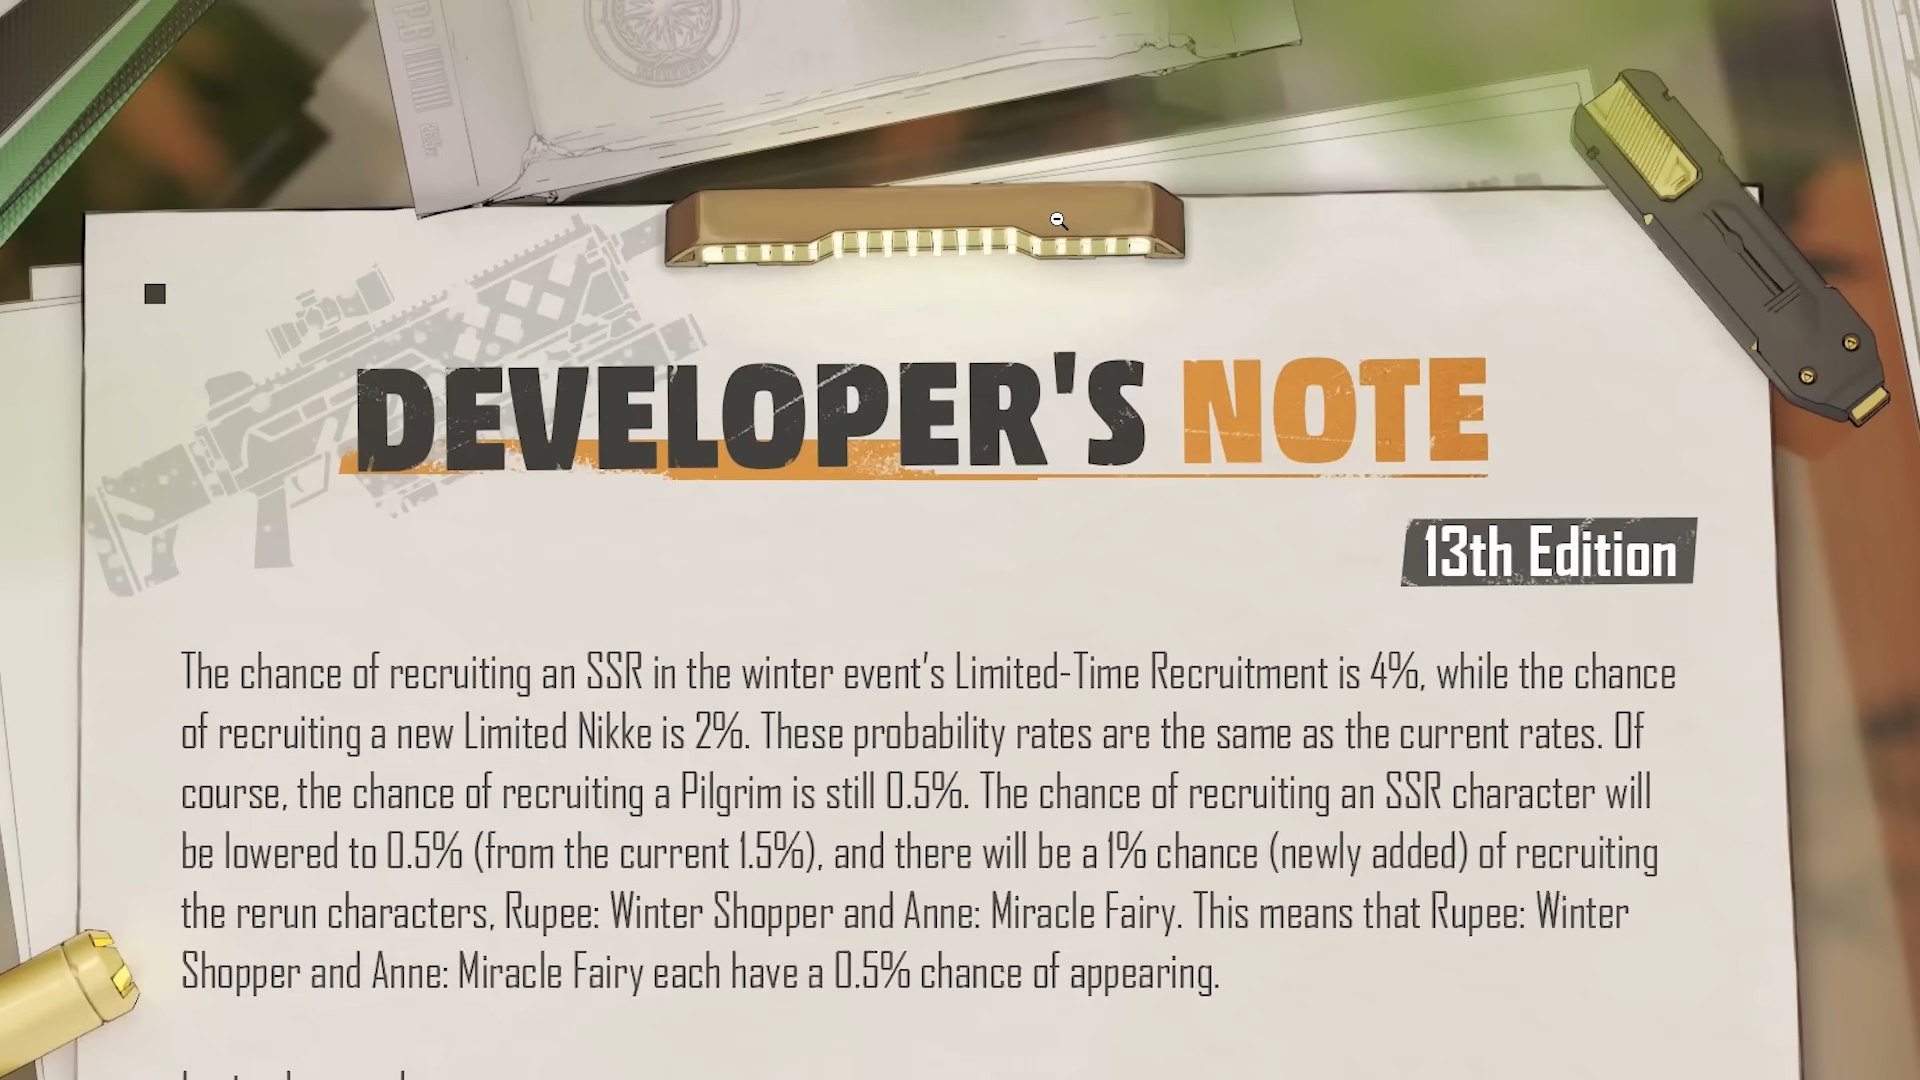 DEVELOPER'S NOTE
13th Edition
The chance of recruiting an SSR in the winter event's Limited-Time Recruitment is 4%, while the chance
of recruiting a new Limited Nikke is 2%. These probability rates are the same as the current rates. Of
course, the chance of recruiting a Pilgrim is still 0.5%. The chance of recruiting an SSR character will
be lowered to 0.5% (from the current 1.5%), and there will be a 1% chance (newly added) of recruiting
the rerun characters, Rupee: Winter Shopper and Anne: Miracle Fairy. This means that Rupee: Winter
Shopper and Anne: Miracle Fairy each have a 0.5% chance of appearing.